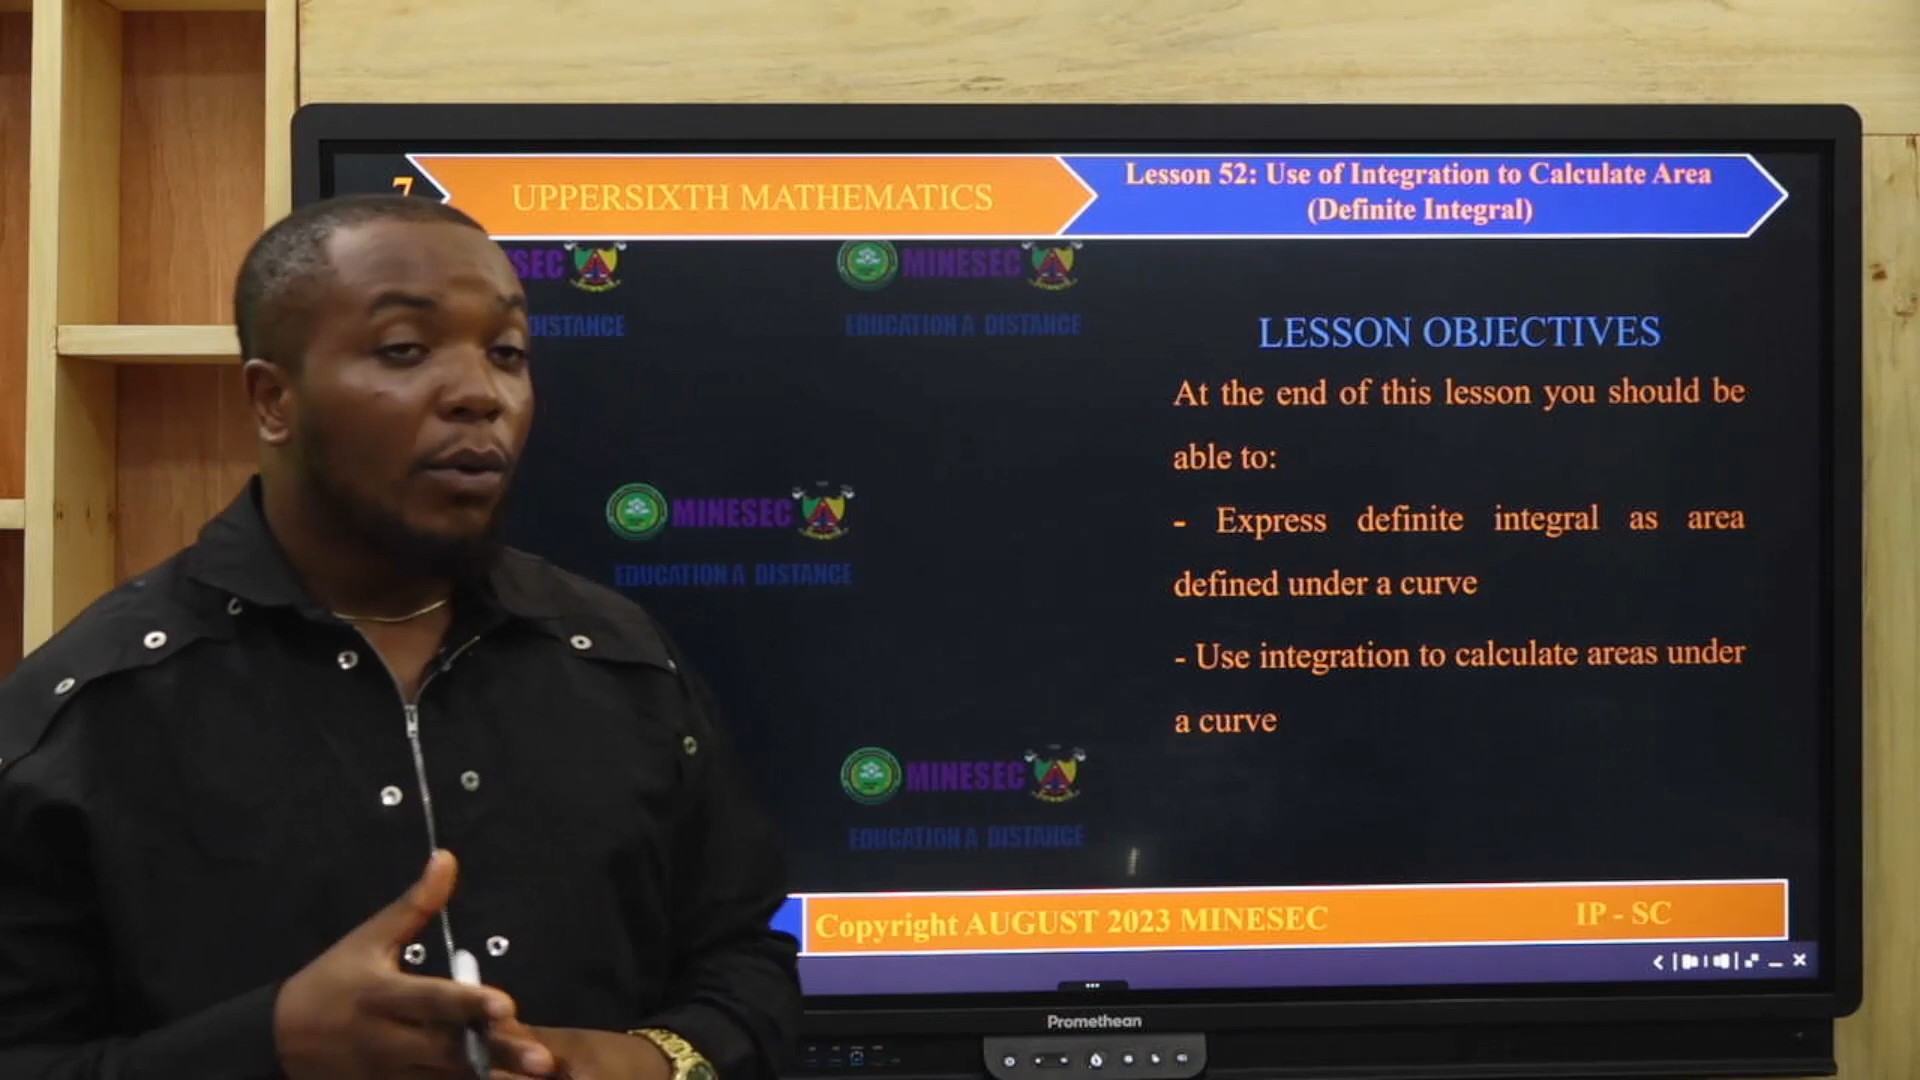 7
UPPERSIXTH MATHEMATICS
Lesson 52: Use of Integration to Calculate Area
(Definite Integral)
SEC
DISTANCE
MINESEC
EDUCATION A DISTANCE
LESSON OBJECTIVES
At the end of this lesson you should be
able to:
- Express definite integral as area
defined under a curve
- Use integration to calculate areas under
a curve
MINESEC
EDUCATION A DISTANCE
MINESEC
EDUCATION A DISTANCE
Copyright AUGUST 2023 MINESEC
IP - SC
Promethean